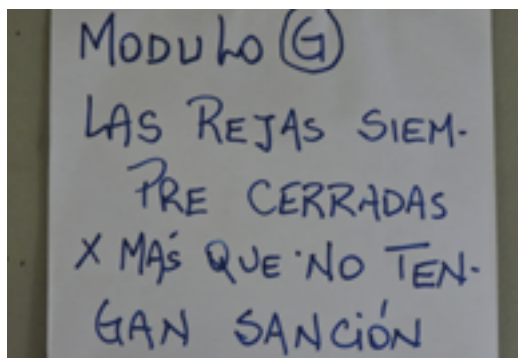 MODULO G
LAS REJAS SIEM-
PRE CERRADAS
X MÁS QUE NO TEN-
GAN SANCIÓN